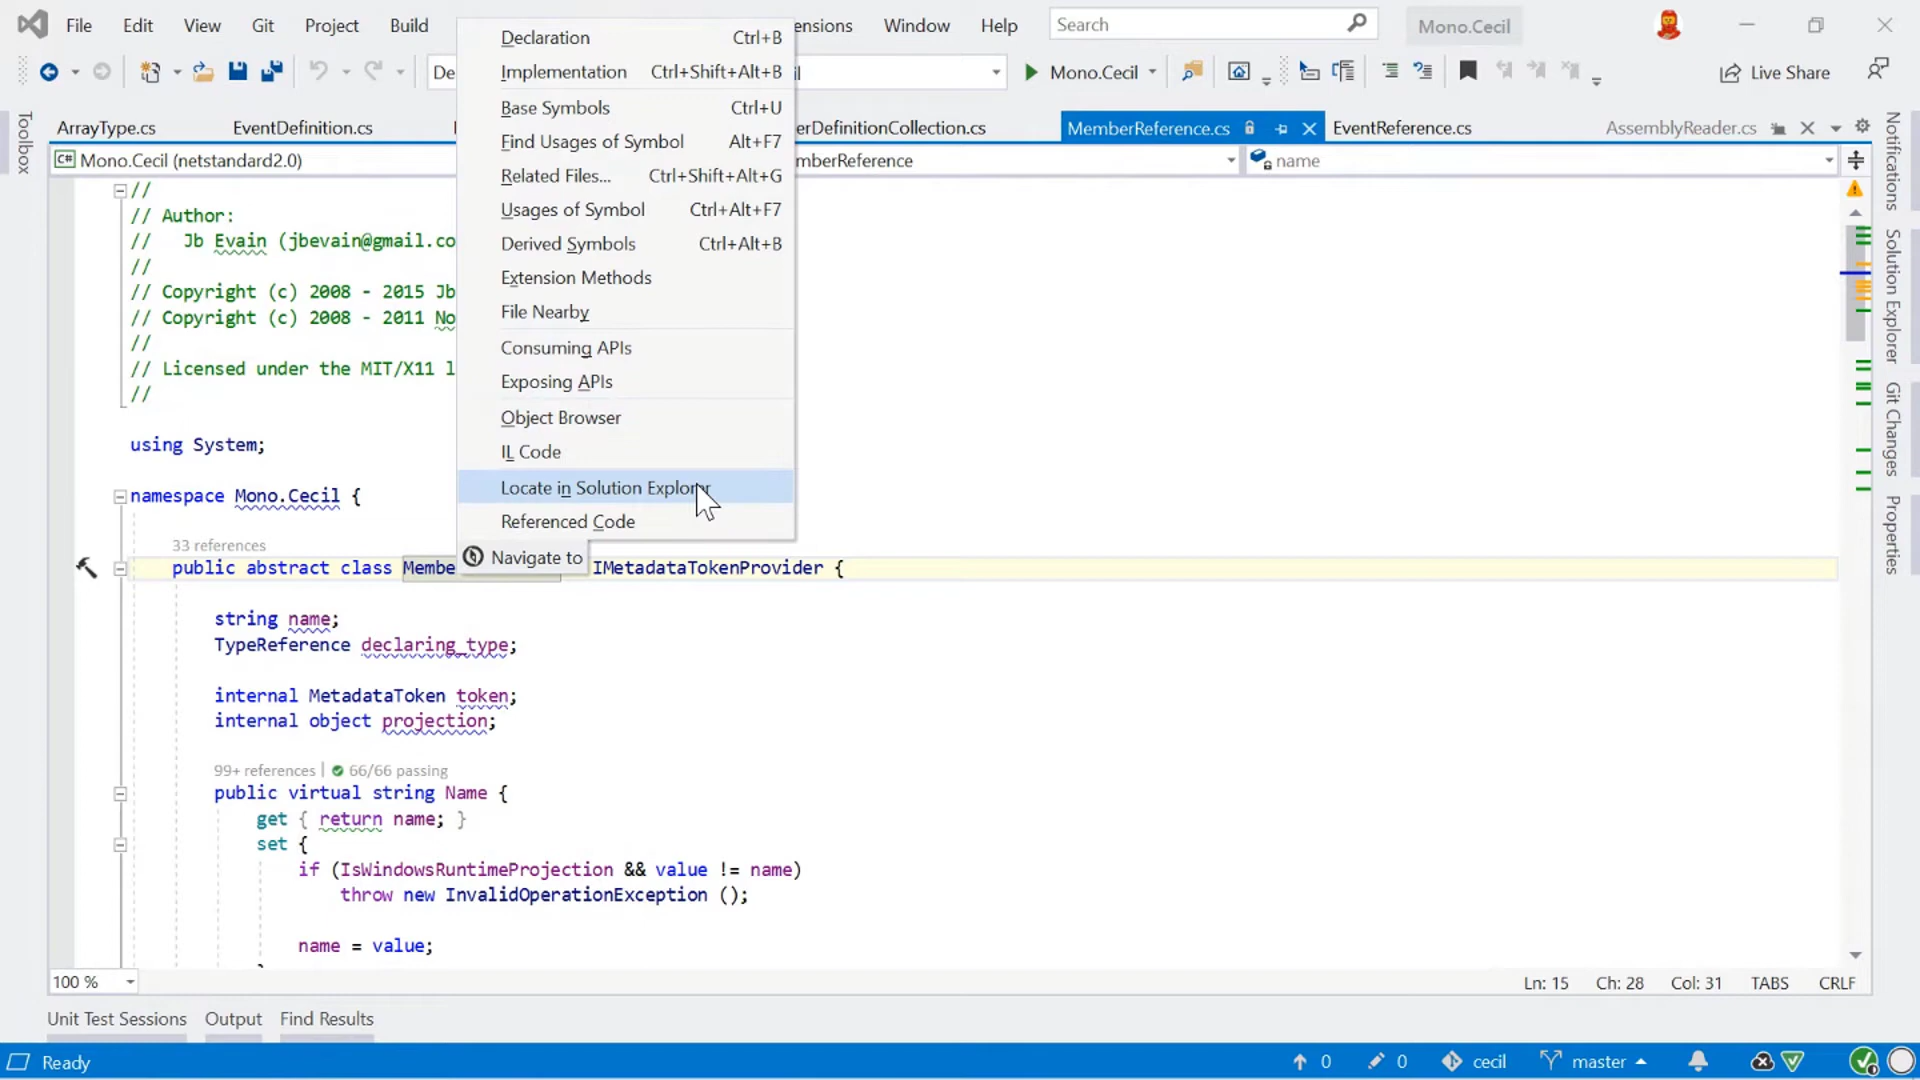 File Edit View Git Project Build ensions Window Help Search Mono.Cecil
De il Mono.Cecil Live Share
Declaration Ctrl+B
Implementation Ctrl+Shift+Alt+B
Base Symbols Ctrl+U
Find Usages of Symbol Alt+F7
Related Files... Ctrl+Shift+Alt+G
Usages of Symbol Ctrl+Alt+F7
Derived Symbols Ctrl+Alt+B
Extension Methods
File Nearby
Consuming APIs
Exposing APIs
Object Browser
IL Code
Locate in Solution Explorer
Referenced Code
Navigate to
ArrayType.cs EventDefinition.cs erDefinitionCollection.cs MemberReference.cs EventReference.cs AssemblyReader.cs
C# Mono.Cecil (netstandard2.0) mberReference name
Toolbox
Notifications
Solution Explorer
Git Changes
Properties
//
// Author:
// Jb Evain (jbevain@gmail.co
//
// Copyright (c) 2008 - 2015 Jb
// Copyright (c) 2008 - 2011 No
//
// Licensed under the MIT/X11 l
//
using System;
namespace Mono.Cecil {
33 references
public abstract class Membe IMetadataTokenProvider {
string name;
TypeReference declaring_type;
internal MetadataToken token;
internal object projection;
99+ references | 66/66 passing
public virtual string Name {
get { return name; }
set {
if (IsWindowsRuntimeProjection && value != name)
throw new InvalidOperationException ();
name = value;
100 % Ln: 15 Ch: 28 Col: 31 TABS CRLF
Unit Test Sessions Output Find Results
Ready 0 0 cecil master